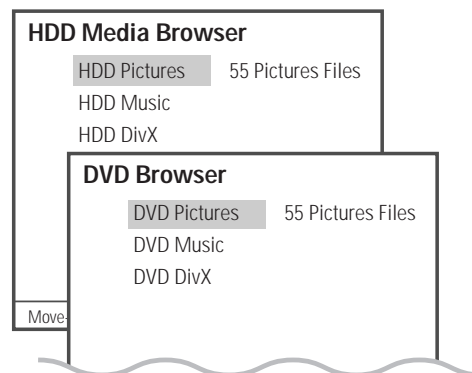 HDD Media Browser
HDD Pictures 55 Pictures Files
HDD Music
HDD DivX
DVD Browser
DVD Pictures 55 Pictures Files
DVD Music
DVD DivX
Move-